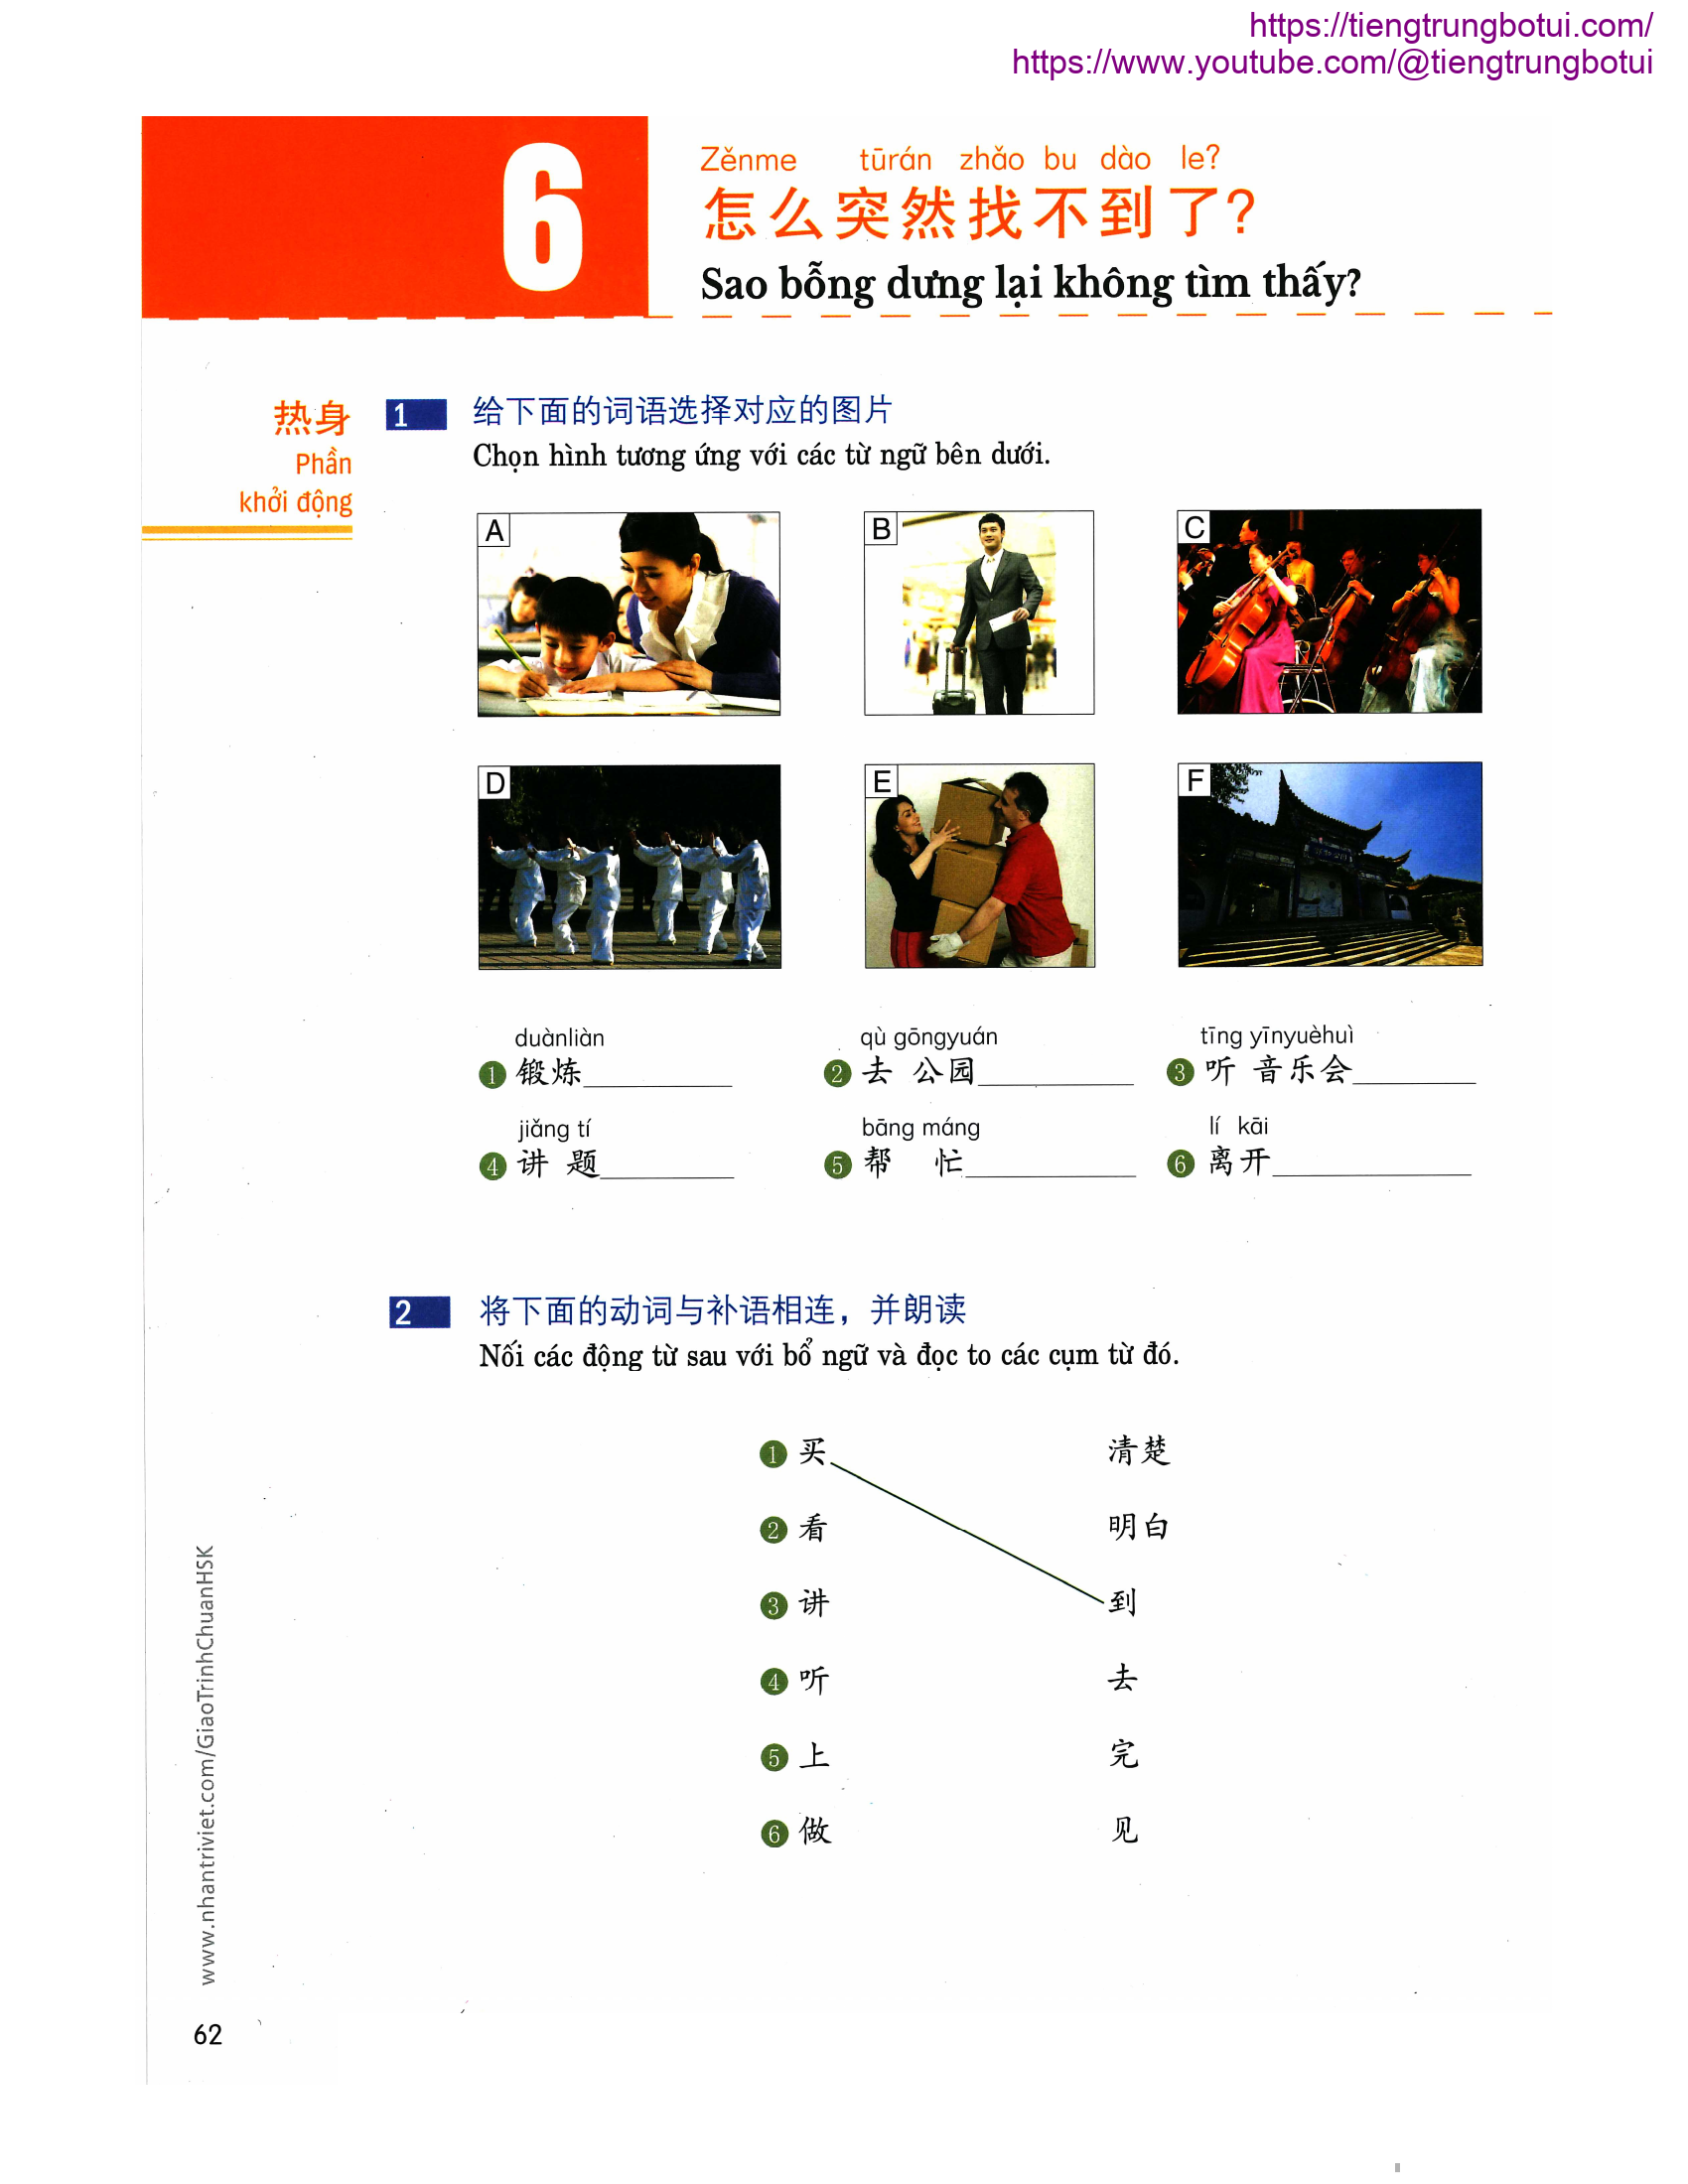 https://tiengtrungbotui.com/
https://www.youtube.com/@tiengtrungbotui
6
Zěnme tūrán zhǎo bu dào le?
怎么突然找不到了?
Sao bỗng dưng lại không tìm thấy?
热身
Phần
khởi động
1 给下面的词语选择对应的图片
Chọn hình tương ứng với các từ ngữ bên dưới.
A B C
D E F
duànliàn qù gōngyuán tīng yīnyuèhuì
1 锻炼 2 去 公园 3 听 音乐会
jiǎng tí bāng máng lí kāi
4 讲 题 5 帮 忙 6 离开
2 将下面的动词与补语相连，并朗读
Nối các động từ sau với bổ ngữ và đọc to các cụm từ đó.
1 买 清楚
2 看 明白
3 讲 到
4 听 去
5 上 完
6 做 见
www.nhantriviet.com/GiaoTrinhChuanHSK
62